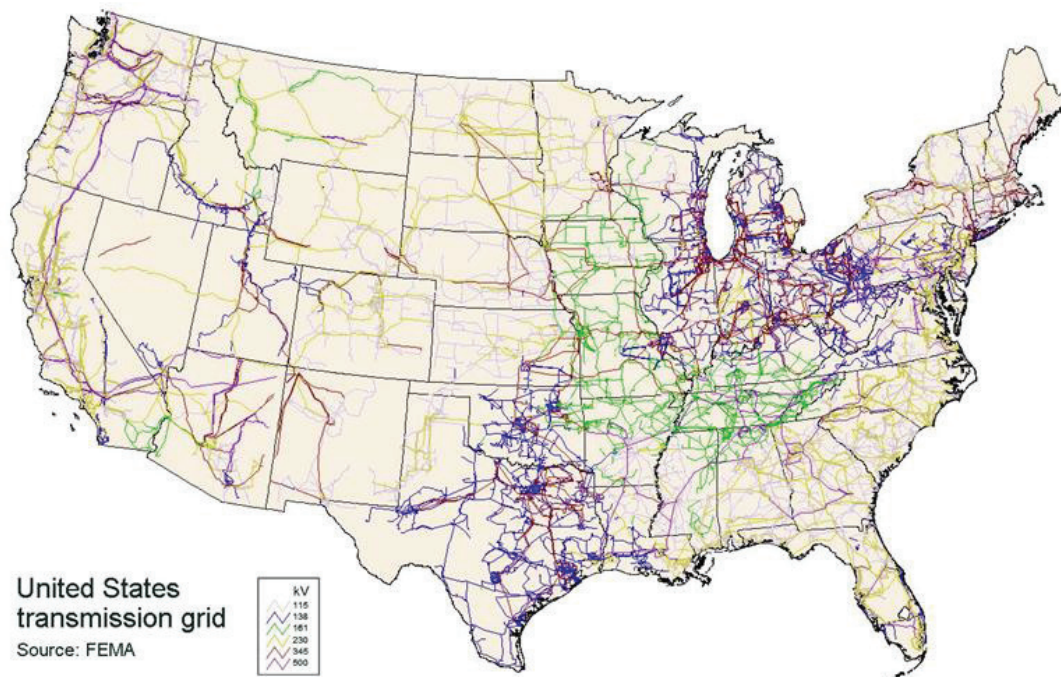 United States
transmission grid
Source: FEMA
kV
115
138
161
230
345
500